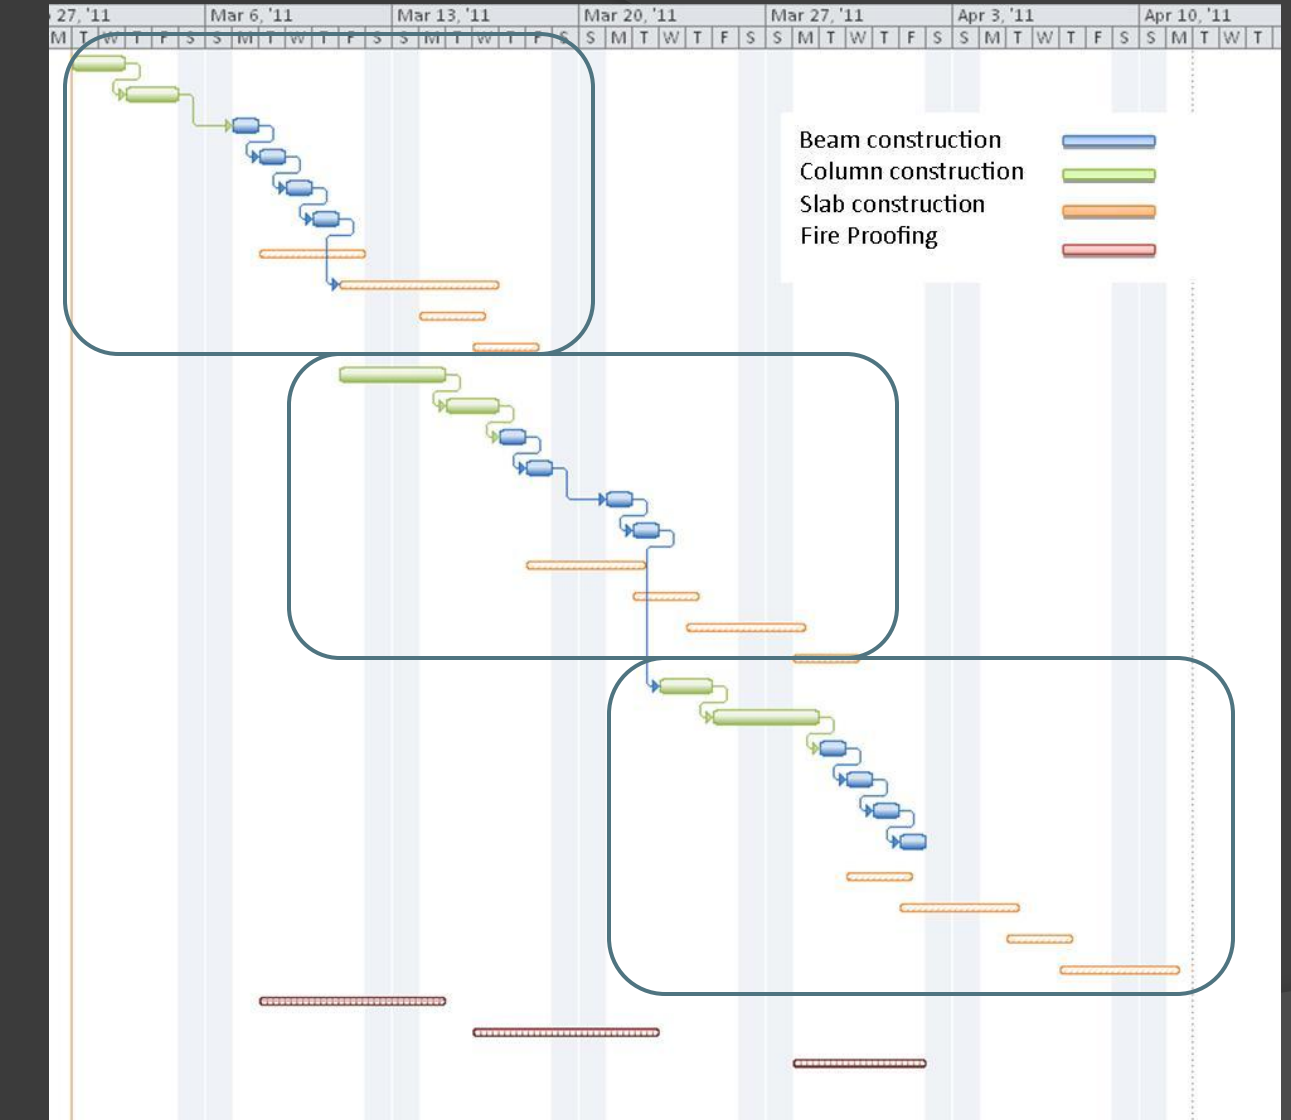 27, '11 Mar 6, '11 Mar 13, '11 Mar 20, '11 Mar 27, '11 Apr 3, '11 Apr 10, '11
M T W T F S S M T W T F S S M T W T F S S M T W T F S S M T W T F S S M T W T F S S M T W T
Beam construction
Column construction
Slab construction
Fire Proofing